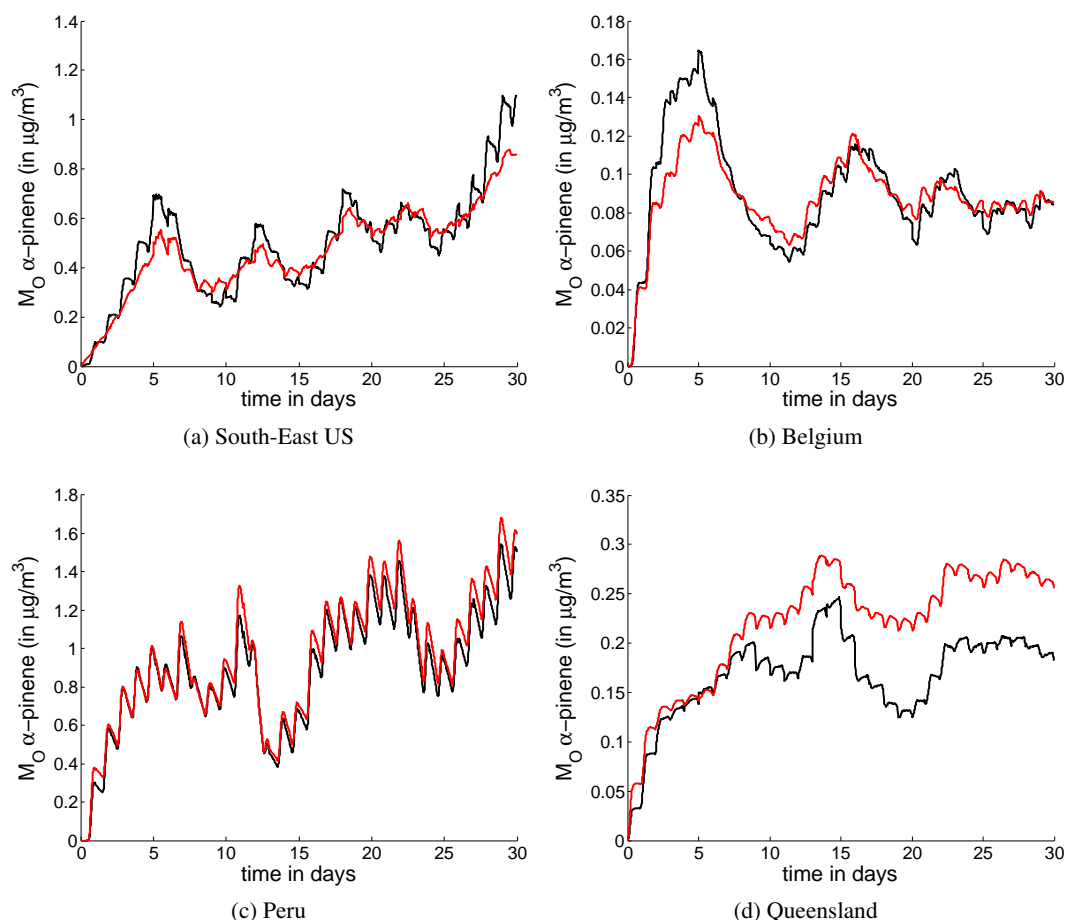 1.4
1.2
1
0.8
0.6
0.4
0.2
0
M_O α−pinene (in μg/m³)
0 5 10 15 20 25 30
time in days
(a) South-East US
0.18
0.16
0.14
0.12
0.1
0.08
0.06
0.04
0.02
0
M_O α−pinene (in μg/m³)
0 5 10 15 20 25 30
time in days
(b) Belgium
1.8
1.6
1.4
1.2
1
0.8
0.6
0.4
0.2
0
M_O α−pinene (in μg/m³)
0 5 10 15 20 25 30
time in days
(c) Peru
0.35
0.3
0.25
0.2
0.15
0.1
0.05
0
M_O α−pinene (in μg/m³)
0 5 10 15 20 25 30
time in days
(d) Queensland